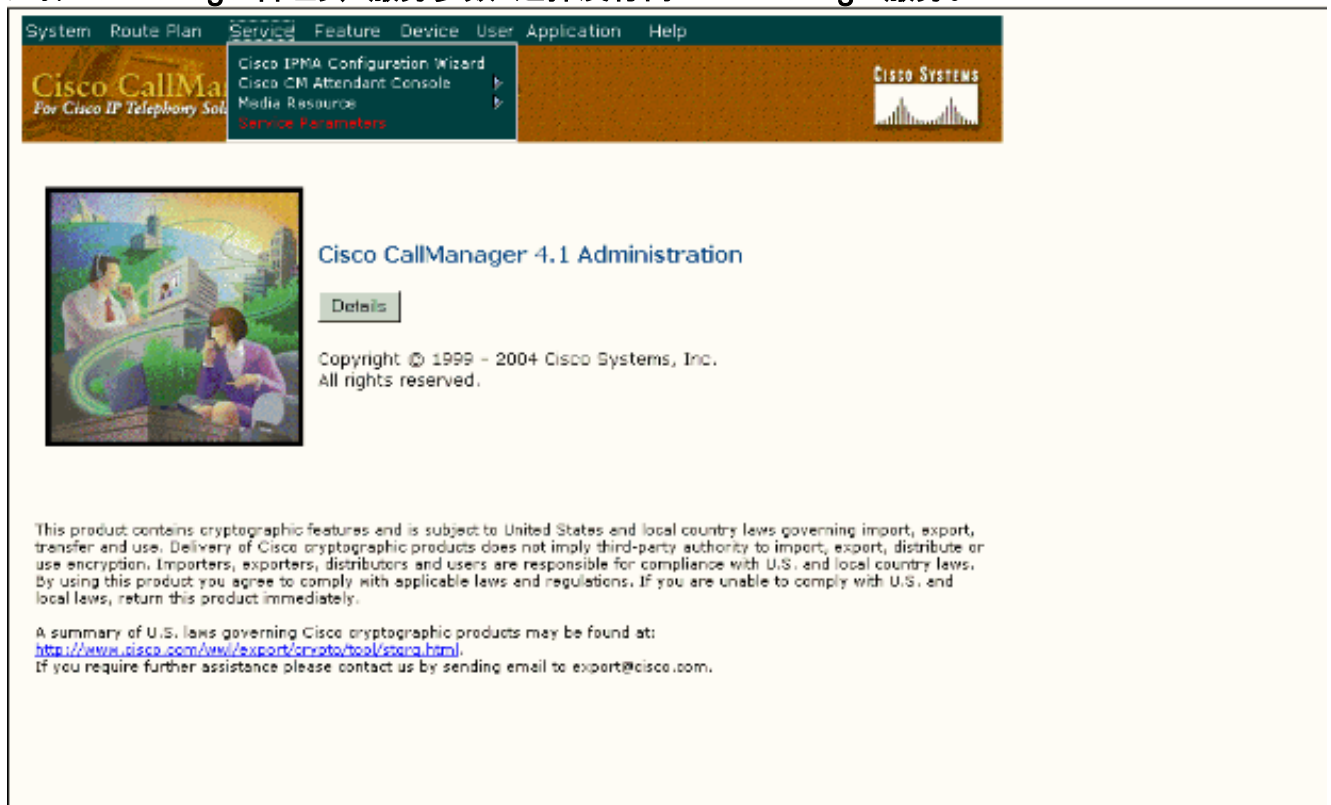 System Route Plan Service Feature Device User Application Help
Cisco IPMA Configuration Wizard
Cisco CM Attendant Console
Media Resource
Service Parameters
Cisco CallMa
For Cisco IP Telephony Sol
CISCO SYSTEMS
Cisco CallManager 4.1 Administration
Details
Copyright © 1999 - 2004 Cisco Systems, Inc.
All rights reserved.
This product contains cryptographic features and is subject to United States and local country laws governing import, export,
transfer and use. Delivery of Cisco cryptographic products does not imply third-party authority to import, export, distribute or
use encryption. Importers, exporters, distributors and users are responsible for compliance with U.S. and local country laws.
By using this product you agree to comply with applicable laws and regulations. If you are unable to comply with U.S. and
local laws, return this product immediately.
A summary of U.S. laws governing Cisco cryptographic products may be found at:
http://www.cisco.com/wwl/export/crypto/tool/stqrg.html.
If you require further assistance please contact us by sending email to export@cisco.com.